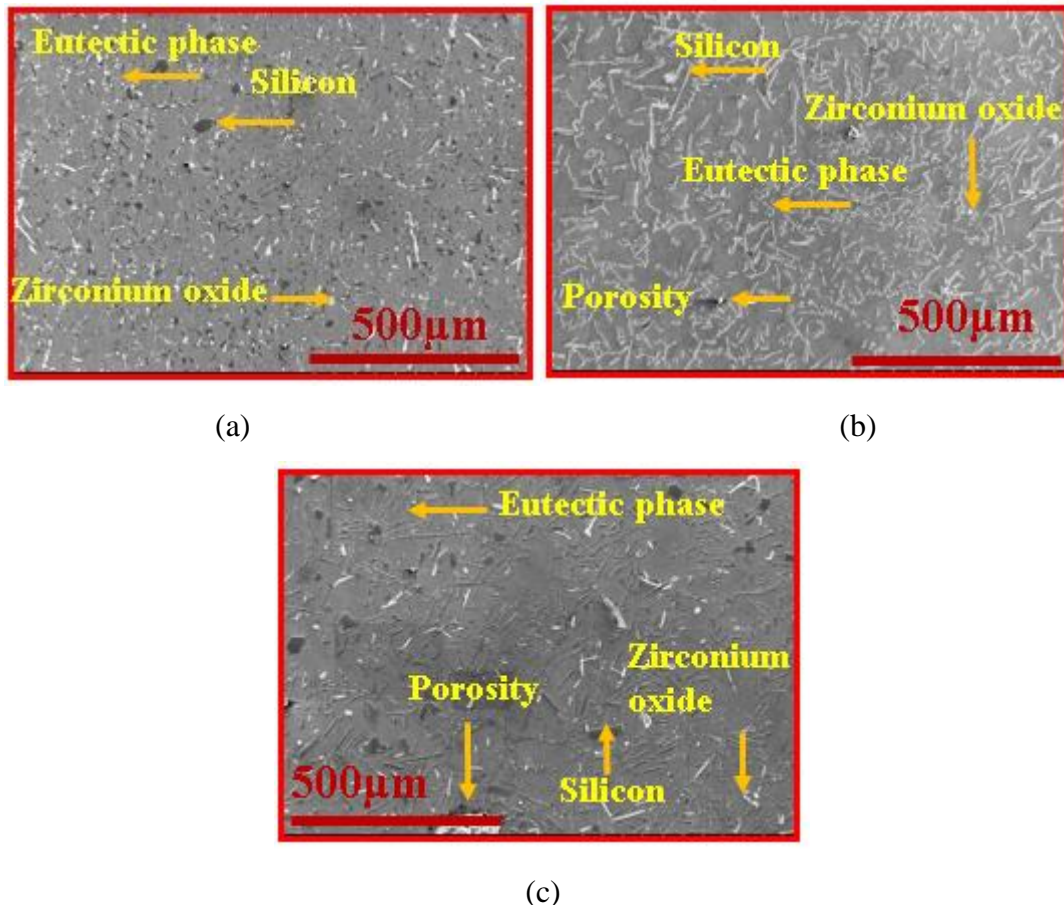 Eutectic phase
Silicon
Zirconium oxide
500µm
(a)
Silicon
Zirconium oxide
Eutectic phase
Porosity
500µm
(b)
Eutectic phase
Zirconium
oxide
Porosity
500µm
Silicon
(c)